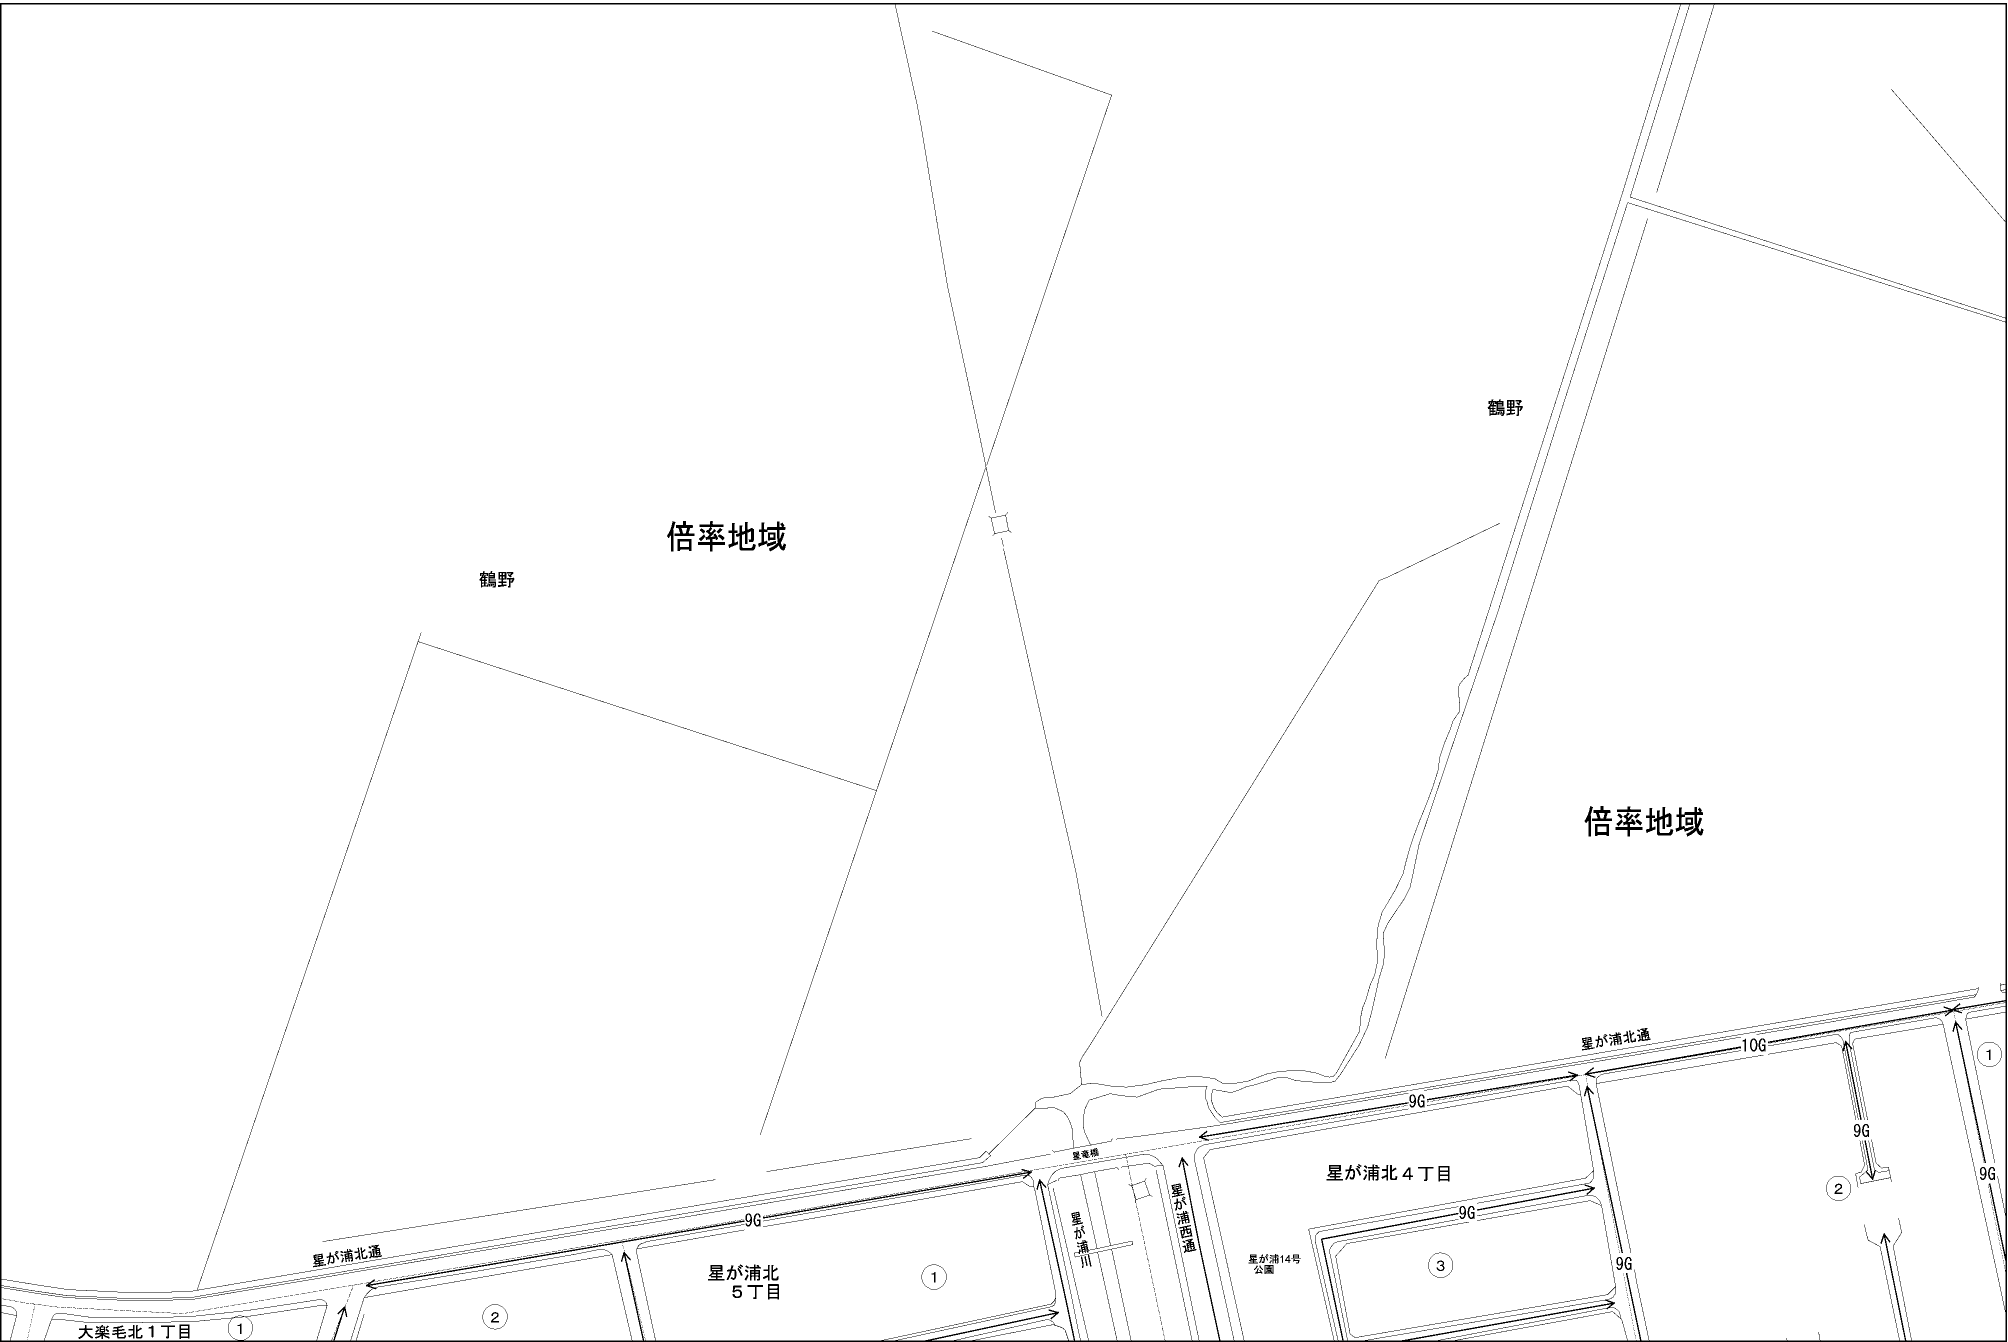 鶴野
倍率地域
鶴野
倍率地域
星が浦北通
10G
①
9G
9G
9G
星竜橋
星が浦北４丁目
②
星が浦西通
星が浦川
9G
9G
星が浦北通
星が浦14号
公園
③
9G
星が浦北
５丁目
①
②
大楽毛北１丁目
①